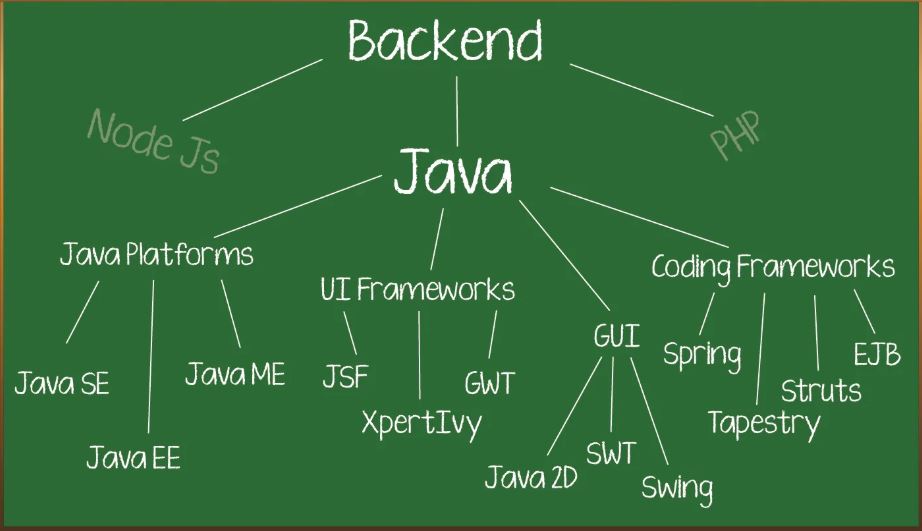 Backend
Node Js
PHP
Java
Java Platforms
UI Frameworks
GUI
Coding Frameworks
Java SE
Java EE
Java ME
JSF
XpertIvy
GWT
Java 2D
SWT
Swing
Spring
Tapestry
Struts
EJB